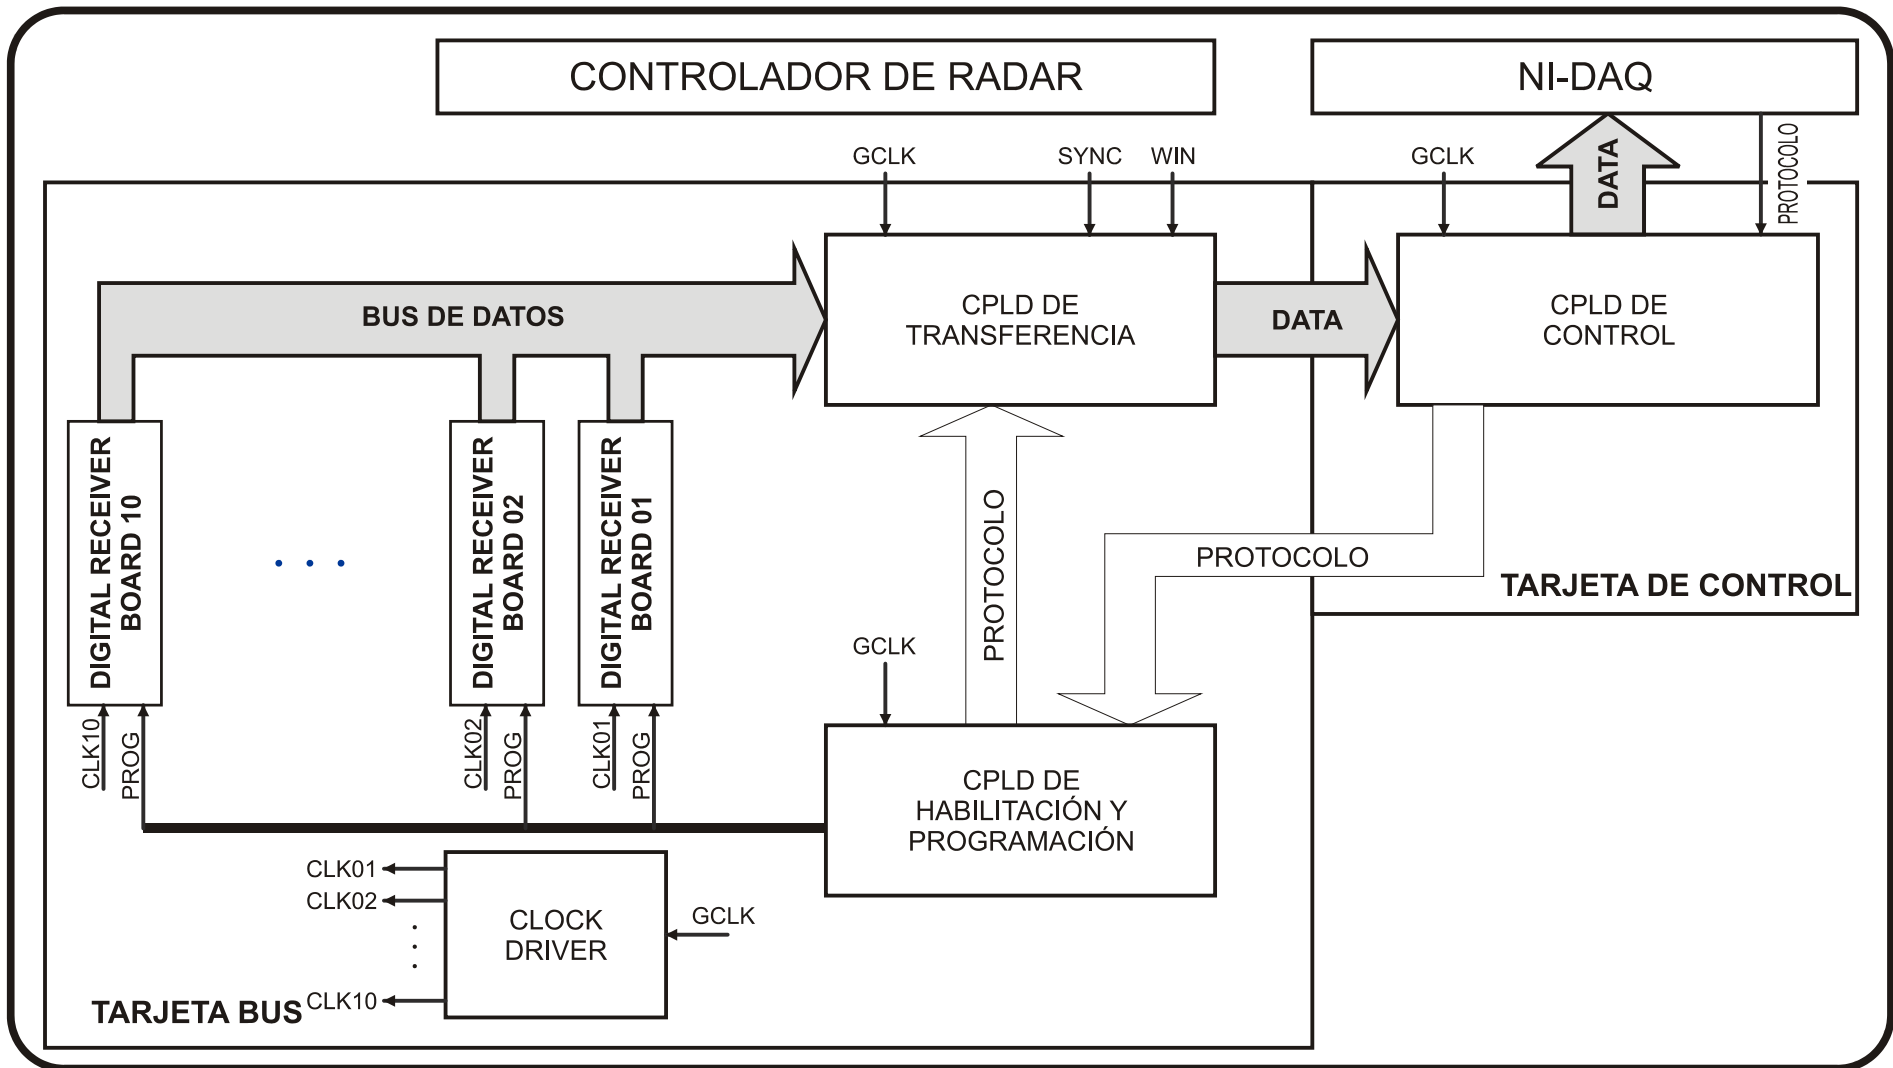 CONTROLADOR DE RADAR
NI-DAQ
GCLK
SYNC
WIN
GCLK
DATA
PROTOCOLO
BUS DE DATOS
CPLD DE
TRANSFERENCIA
DATA
CPLD DE
CONTROL
DIGITAL RECEIVER
BOARD 10
. . .
DIGITAL RECEIVER
BOARD 02
DIGITAL RECEIVER
BOARD 01
PROTOCOLO
PROTOCOLO
TARJETA DE CONTROL
GCLK
CLK10
PROG
CLK02
PROG
CLK01
PROG
CPLD DE
HABILITACIÓN Y
PROGRAMACIÓN
CLK01
CLK02
.
.
.
CLK10
CLOCK
DRIVER
GCLK
TARJETA BUS